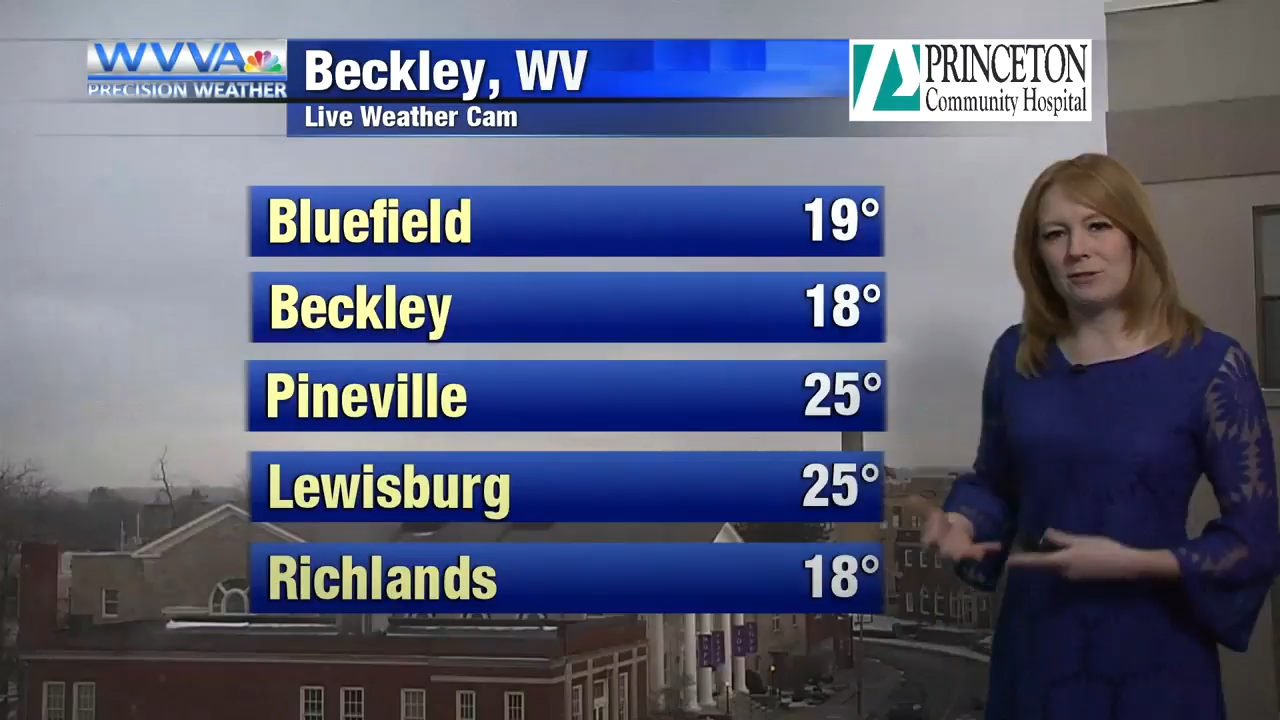 WVVA
PRECISION WEATHER
Beckley, WV
Live Weather Cam
PRINCETON
Community Hospital
Bluefield 19°
Beckley 18°
Pineville 25°
Lewisburg 25°
Richlands 18°